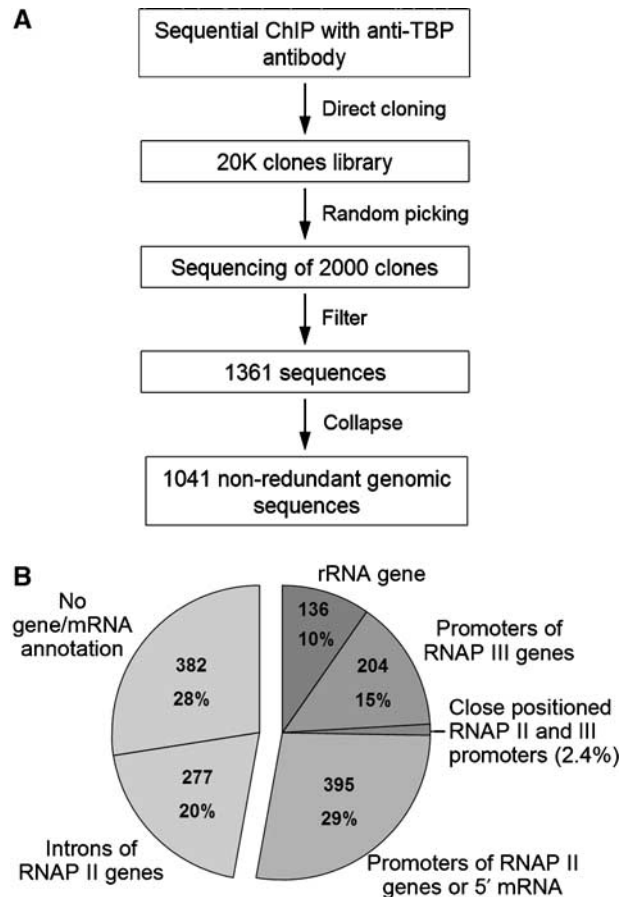 A
Sequential ChIP with anti-TBP
antibody
Direct cloning
20K clones library
Random picking
Sequencing of 2000 clones
Filter
1361 sequences
Collapse
1041 non-redundant genomic
sequences
B
No
gene/mRNA
annotation
382
28%
277
20%
Introns of
RNAP II genes
rRNA gene
136
10%
Promoters of
RNAP III genes
204
15%
Close positioned
RNAP II and III
promoters (2.4%)
395
29%
Promoters of RNAP II
genes or 5′ mRNA